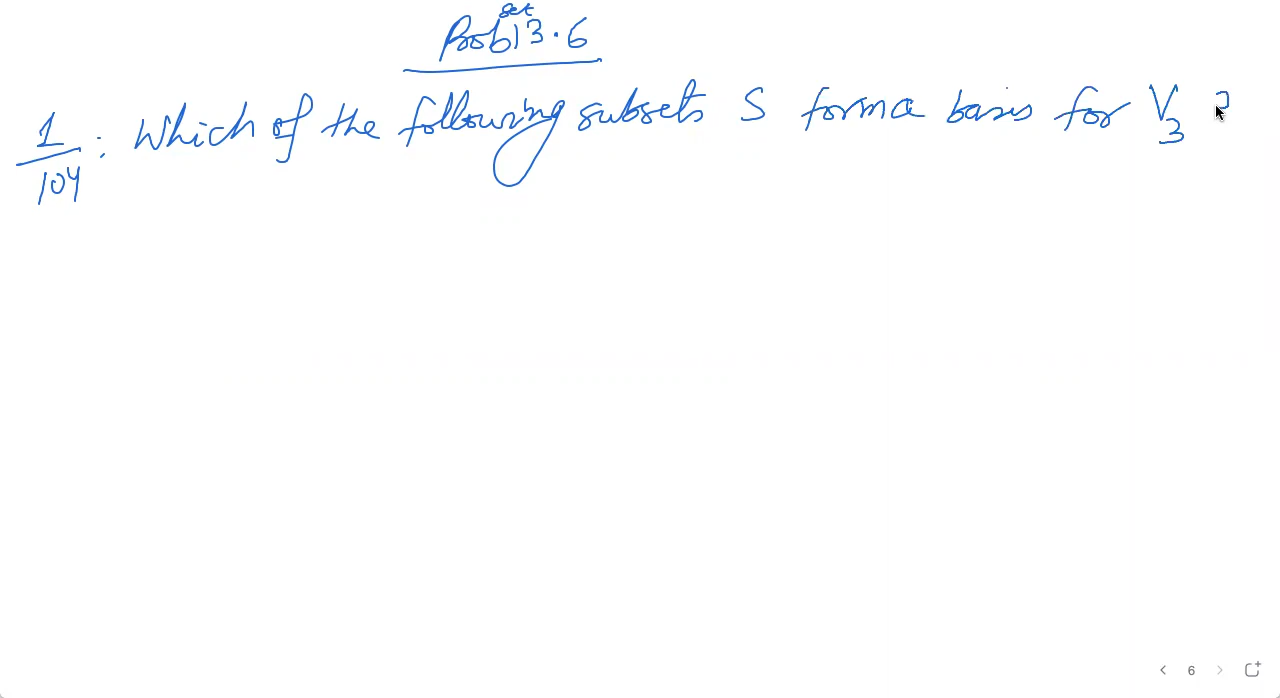 Prob set 3.6
1/104 : Which of the following subsets S form a basis for V3 ?
6